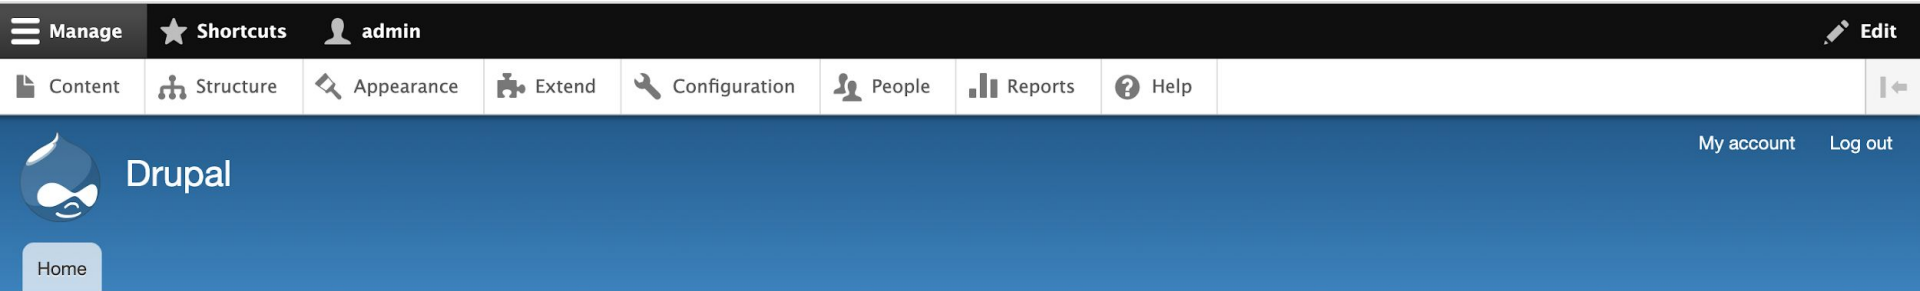 Manage Shortcuts admin Edit
Content Structure Appearance Extend Configuration People Reports Help
My account Log out
Drupal
Home